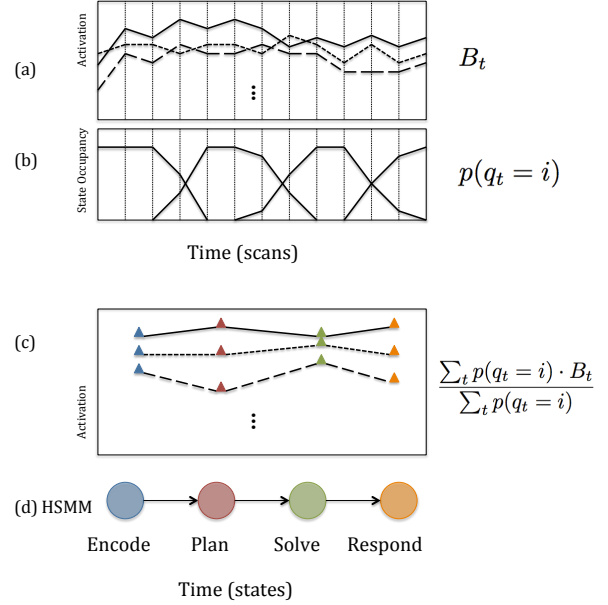 Activation
(a)
B_t
⋮
State Occupancy
(b)
p(q_t = i)
Time (scans)
(c)
Activation
⋮
∑_t p(q_t = i) · B_t
∑_t p(q_t = i)
(d) HSMM
Encode Plan Solve Respond
Time (states)